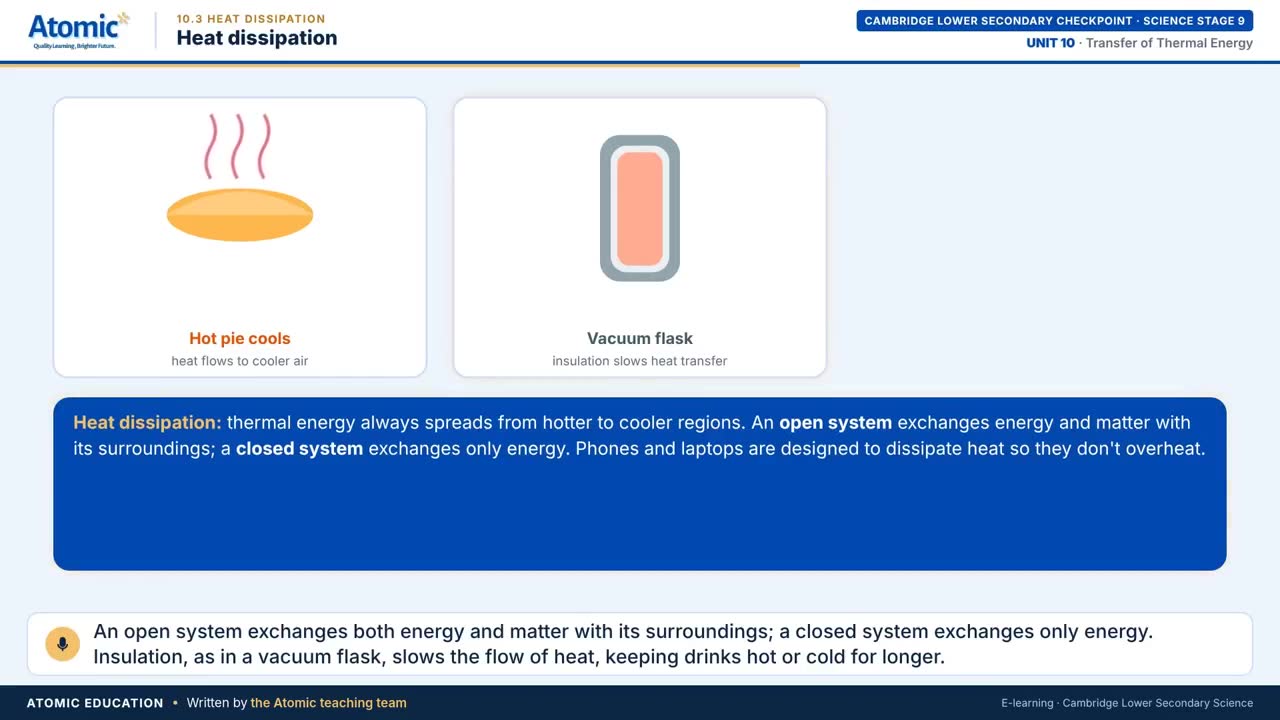 Atomic
Quality Learning, Brighter Future.
10.3 HEAT DISSIPATION
Heat dissipation
CAMBRIDGE LOWER SECONDARY CHECKPOINT · SCIENCE STAGE 9
UNIT 10 · Transfer of Thermal Energy
Hot pie cools
heat flows to cooler air
Vacuum flask
insulation slows heat transfer
Heat dissipation: thermal energy always spreads from hotter to cooler regions. An open system exchanges energy and matter with
its surroundings; a closed system exchanges only energy. Phones and laptops are designed to dissipate heat so they don't overheat.
An open system exchanges both energy and matter with its surroundings; a closed system exchanges only energy.
Insulation, as in a vacuum flask, slows the flow of heat, keeping drinks hot or cold for longer.
ATOMIC EDUCATION • Written by the Atomic teaching team
E-learning · Cambridge Lower Secondary Science